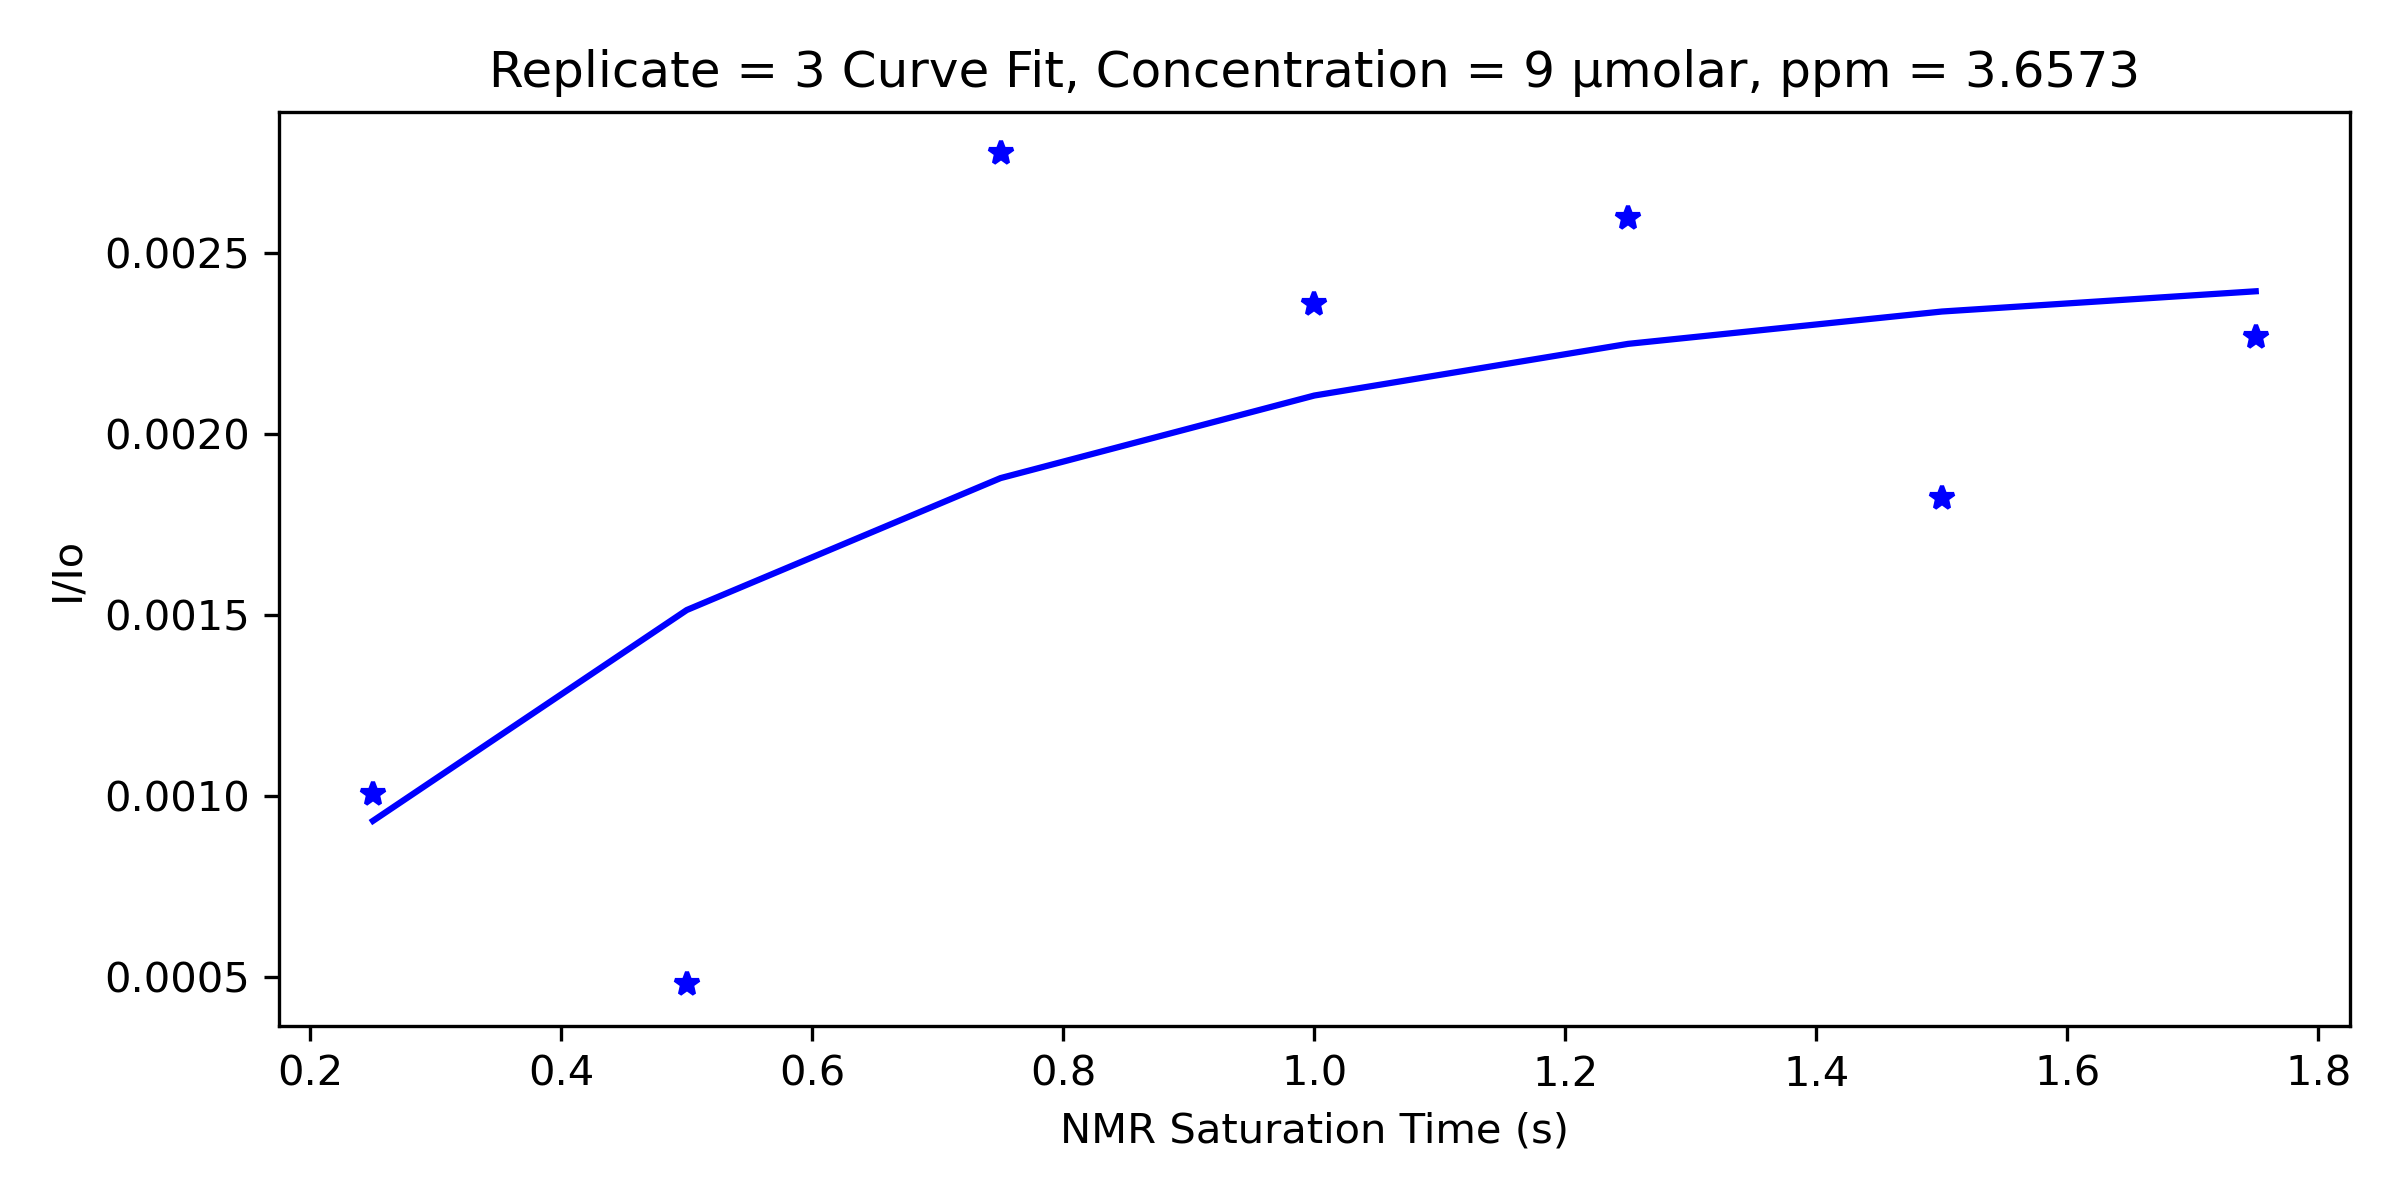 Replicate = 3 Curve Fit, Concentration = 9 µmolar, ppm = 3.6573
I/Io
0.0025
0.0020
0.0015
0.0010
0.0005
0.2 0.4 0.6 0.8 1.0 1.2 1.4 1.6 1.8
NMR Saturation Time (s)